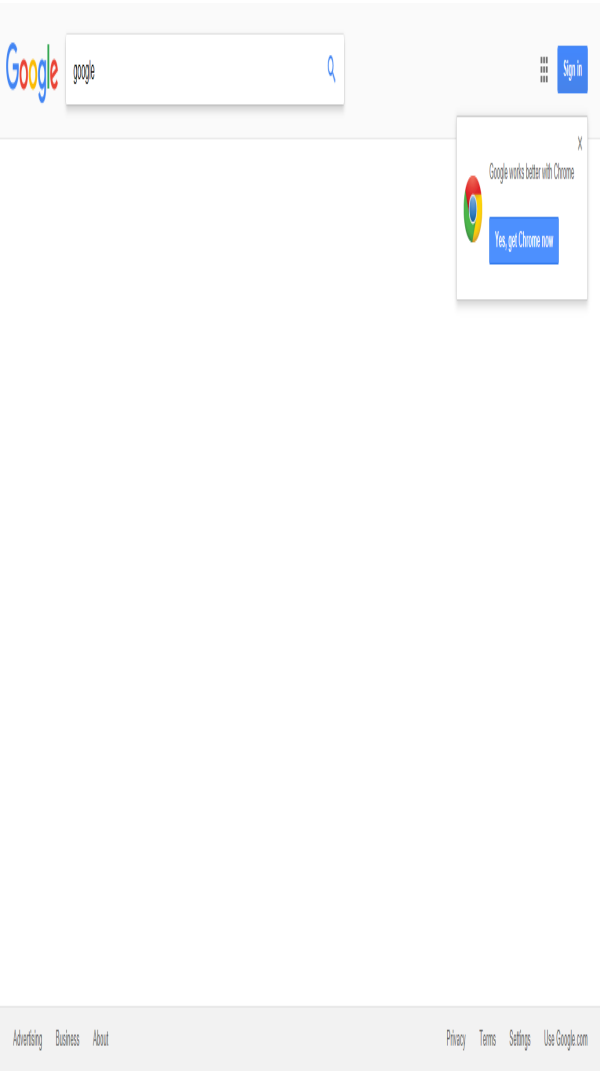 Google
google
Sign in
x
Google works better with Chrome
Yes, get Chrome now
Advertising Business About
Privacy Terms Settings Use Google.com